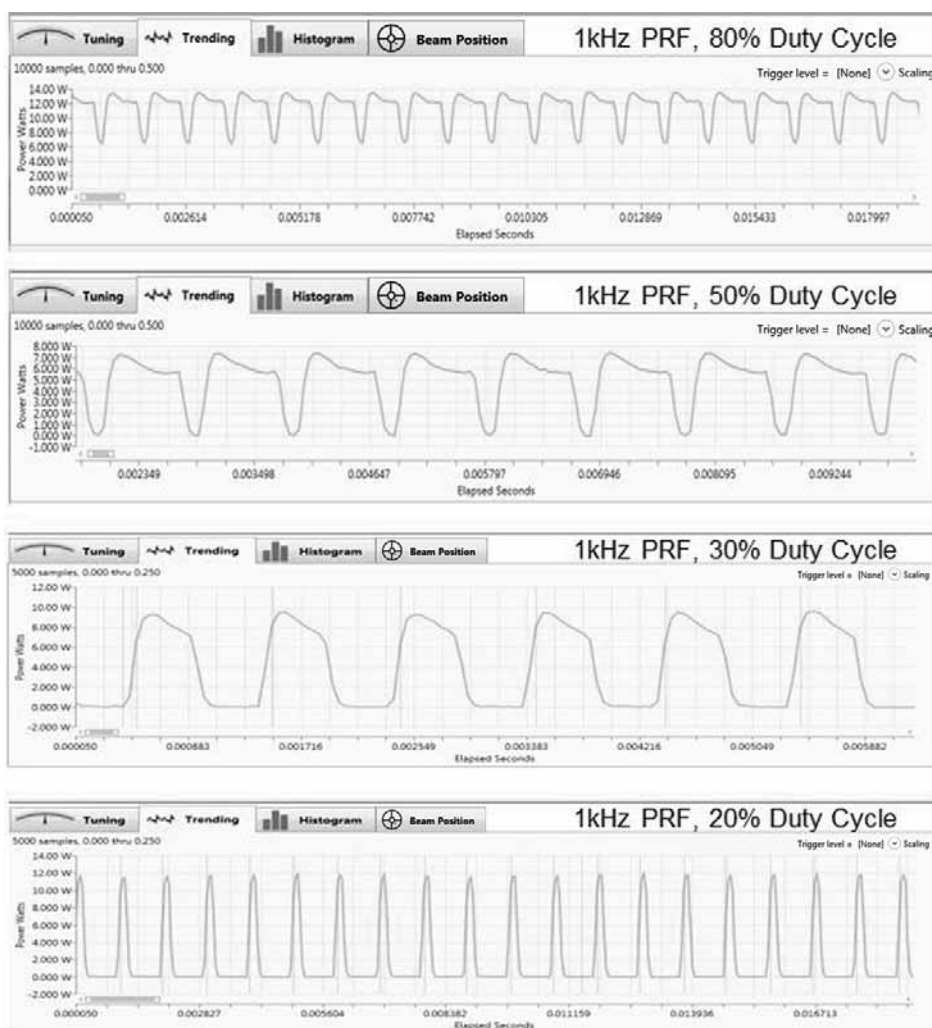 Tuning Trending Histogram Beam Position 1kHz PRF, 80% Duty Cycle
10000 samples, 0.000 thru 0.500
Trigger level = [None] Scaling
14.00 W
12.00 W
10.00 W
8.000 W
6.000 W
4.000 W
2.000 W
0.000 W
Power Watts
0.000050 0.002614 0.005178 0.007742 0.010305 0.012869 0.015433 0.017997
Elapsed Seconds
Tuning Trending Histogram Beam Position 1kHz PRF, 50% Duty Cycle
10000 samples, 0.000 thru 0.500
Trigger level = [None] Scaling
8.000 W
7.000 W
6.000 W
5.000 W
4.000 W
3.000 W
2.000 W
1.000 W
0.000 W
-1.000 W
Power Watts
0.002349 0.003498 0.004647 0.005797 0.006946 0.008095 0.009244
Elapsed Seconds
Tuning Trending Histogram Beam Position 1kHz PRF, 30% Duty Cycle
5000 samples, 0.000 thru 0.250
Trigger level = [None] Scaling
12.00 W
10.00 W
8.000 W
6.000 W
4.000 W
2.000 W
0.000 W
-2.000 W
Power Watts
0.000050 0.000883 0.001716 0.002549 0.003383 0.004216 0.005049 0.005882
Elapsed Seconds
Tuning Trending Histogram Beam Position 1kHz PRF, 20% Duty Cycle
5000 samples, 0.000 thru 0.250
Trigger level = [None] Scaling
14.00 W
12.00 W
10.00 W
8.000 W
6.000 W
4.000 W
2.000 W
0.000 W
-2.000 W
Power Watts
0.000050 0.002827 0.005604 0.008382 0.011159 0.013936 0.016713
Elapsed Seconds